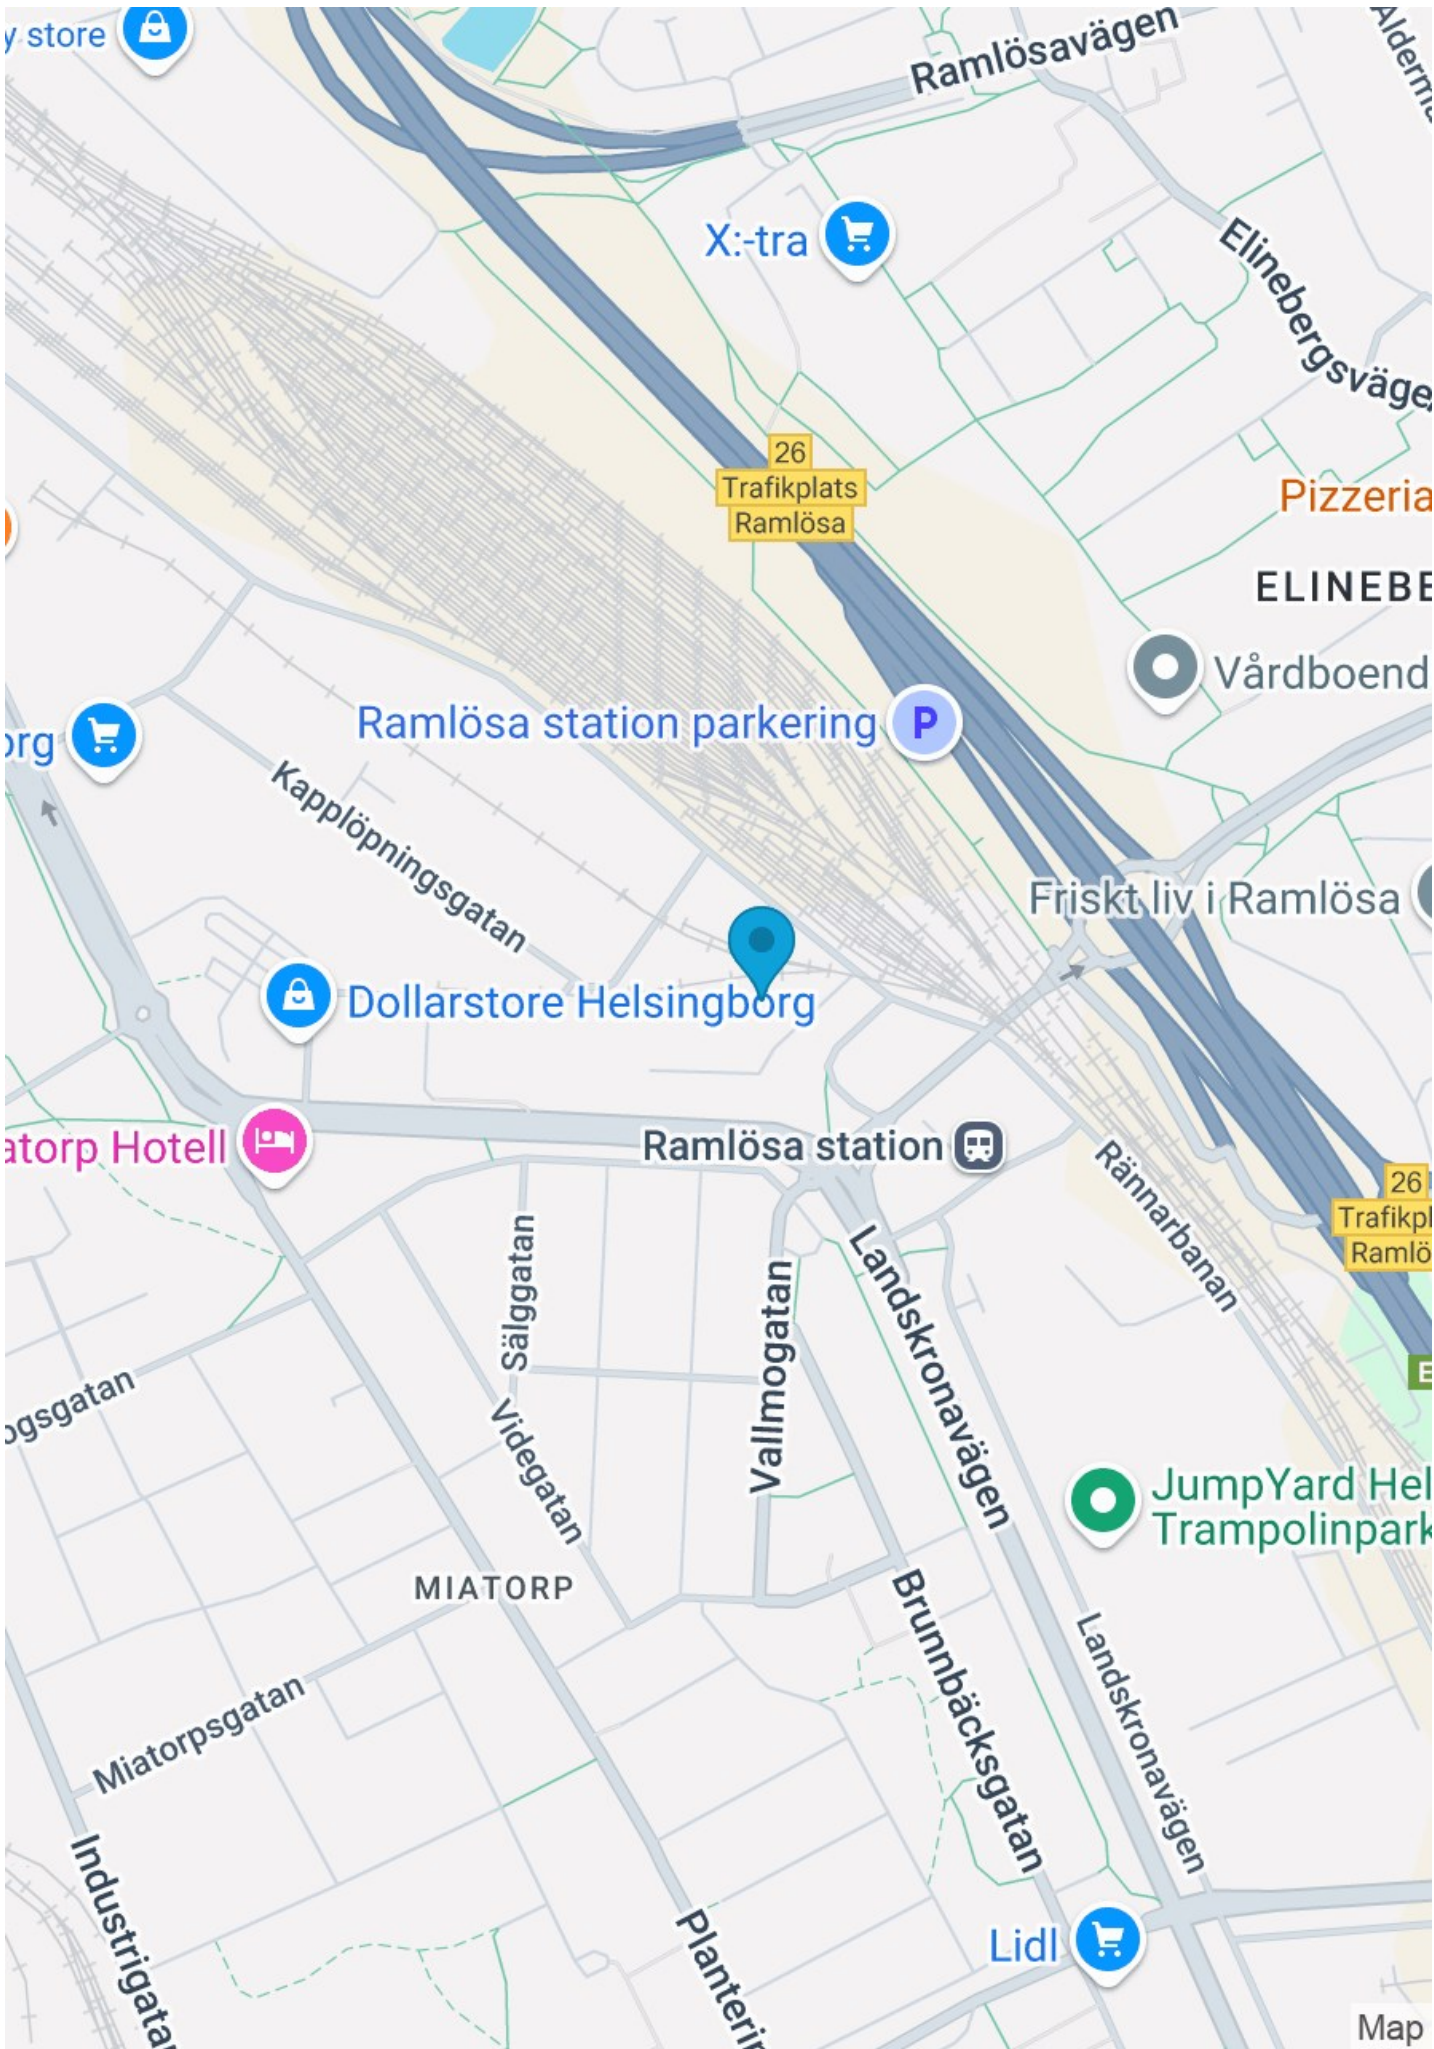 y store
Ramlösavägen
X:-tra
Elinebergsväge
26
Trafikplats
Ramlösa
Pizzeria
ELINEBE
Vårdboend
Ramlösa station parkering
P
org
Kapplöpningsgatan
Friskt liv i Ramlösa
Dollarstore Helsingborg
atorp Hotell
Ramlösa station
Rännarbanan
26
Trafikpl
Ramlö
Sälggatan
Vallmogatan
Landskronavägen
E
ogsgatan
Videgatan
JumpYard Hel
Trampolinpark
MIATORP
Brunnbäcksgatan
Landskronavägen
Miatorpsgatan
Industrigata
Planterin
Lidl
Map